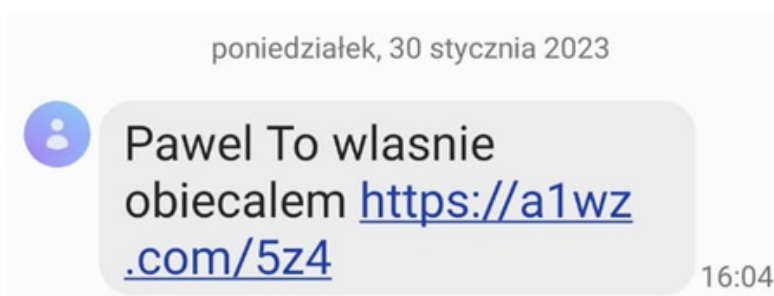 poniedziałek, 30 stycznia 2023
Pawel To wlasnie
obiecalem https://a1wz
.com/5z4
16:04